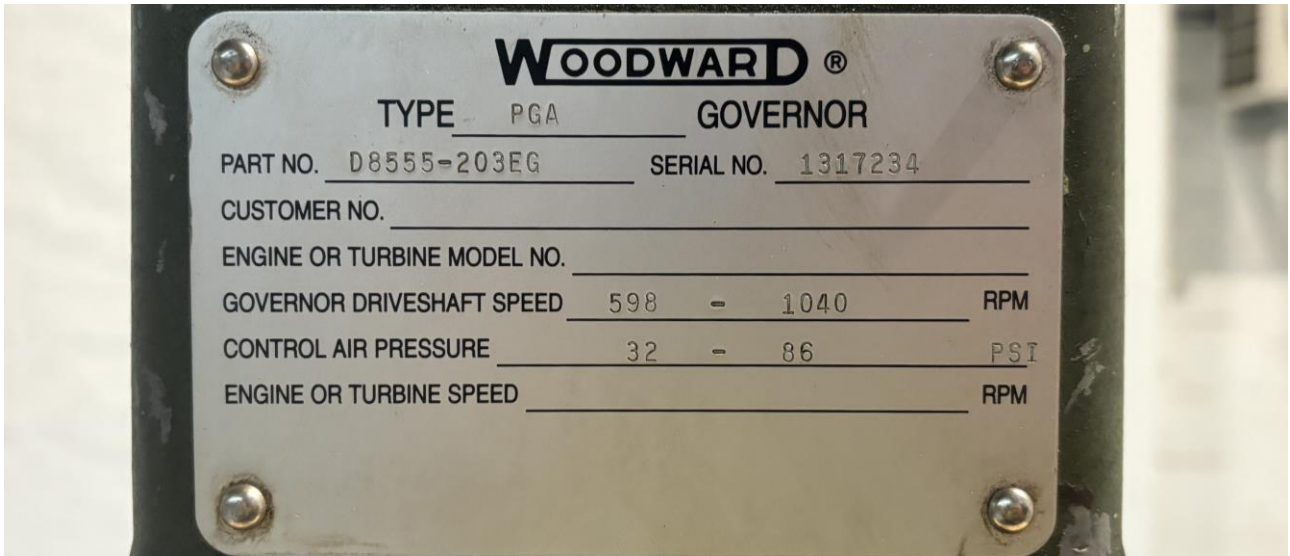 WOODWARD ®
TYPE PGA GOVERNOR
PART NO. D8555-203EG SERIAL NO. 1317234
CUSTOMER NO.
ENGINE OR TURBINE MODEL NO.
GOVERNOR DRIVESHAFT SPEED 598 - 1040 RPM
CONTROL AIR PRESSURE 32 - 86 PSI
ENGINE OR TURBINE SPEED RPM